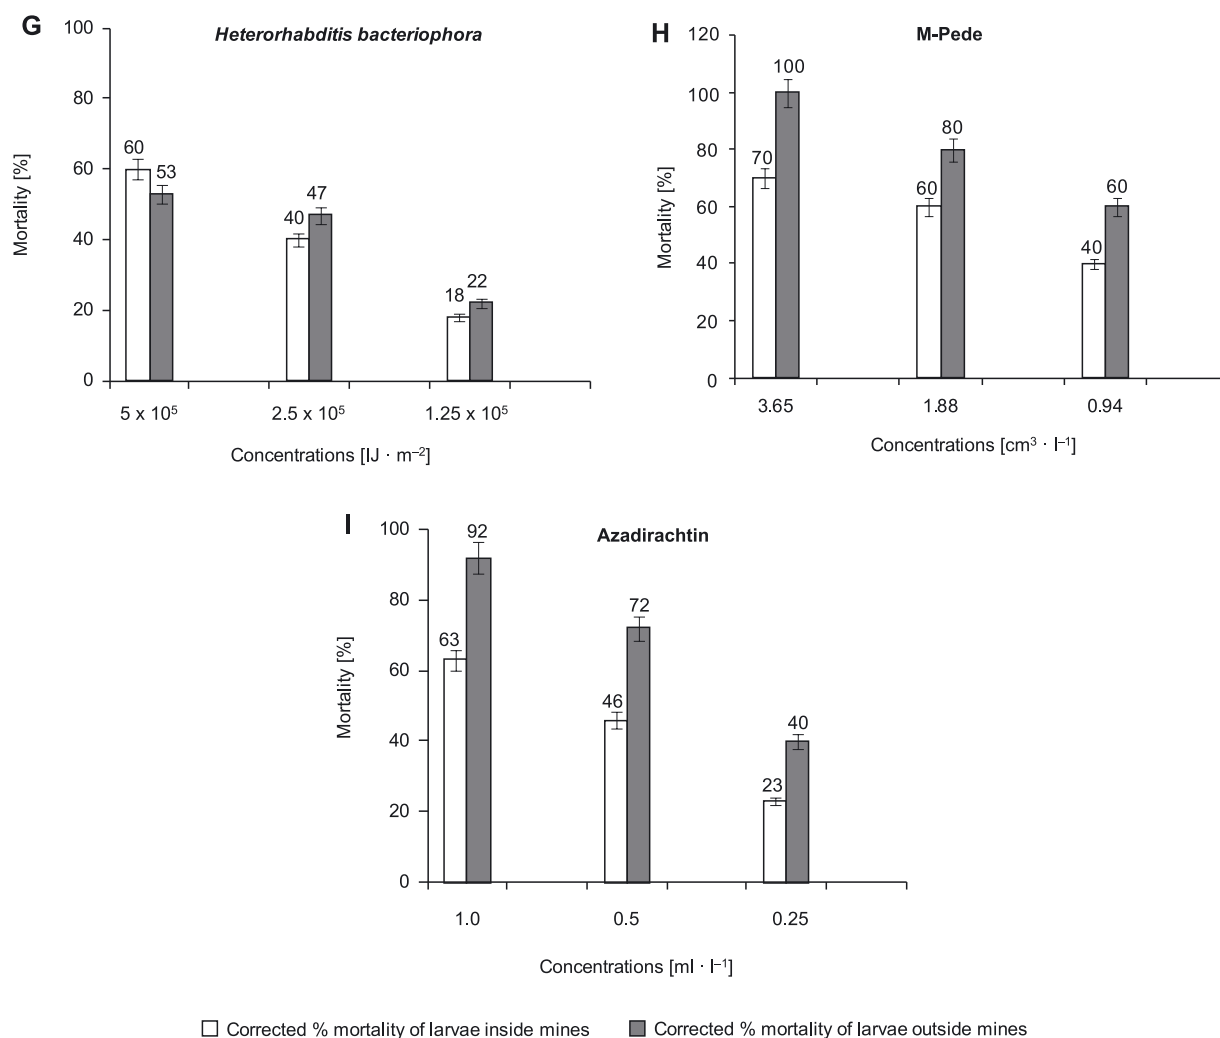 G
Heterorhabditis bacteriophora
Mortality [%]
100
80
60
40
20
0
60
53
40
47
18
22
5 x 10⁵
2.5 x 10⁵
1.25 x 10⁵
Concentrations [IJ · m⁻²]
H
M-Pede
Mortality [%]
120
100
80
60
40
20
0
70
100
60
80
40
60
3.65
1.88
0.94
Concentrations [cm³ · l⁻¹]
I
Azadirachtin
Mortality [%]
100
80
60
40
20
0
63
92
46
72
23
40
1.0
0.5
0.25
Concentrations [ml · l⁻¹]
Corrected % mortality of larvae inside mines
Corrected % mortality of larvae outside mines